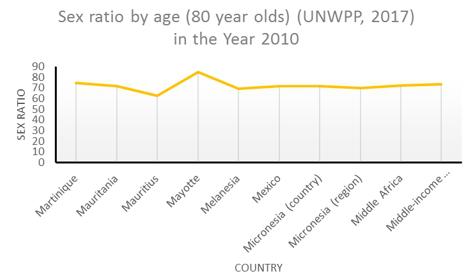 Sex ratio by age (80 year olds) (UNWPP, 2017)
in the Year 2010
SEX RATIO
90
80
70
60
50
40
30
20
10
0
Martinique
Mauritania
Mauritius
Mayotte
Melanesia
Mexico
Micronesia (country)
Micronesia (region)
Middle Africa
Middle-income ...
COUNTRY